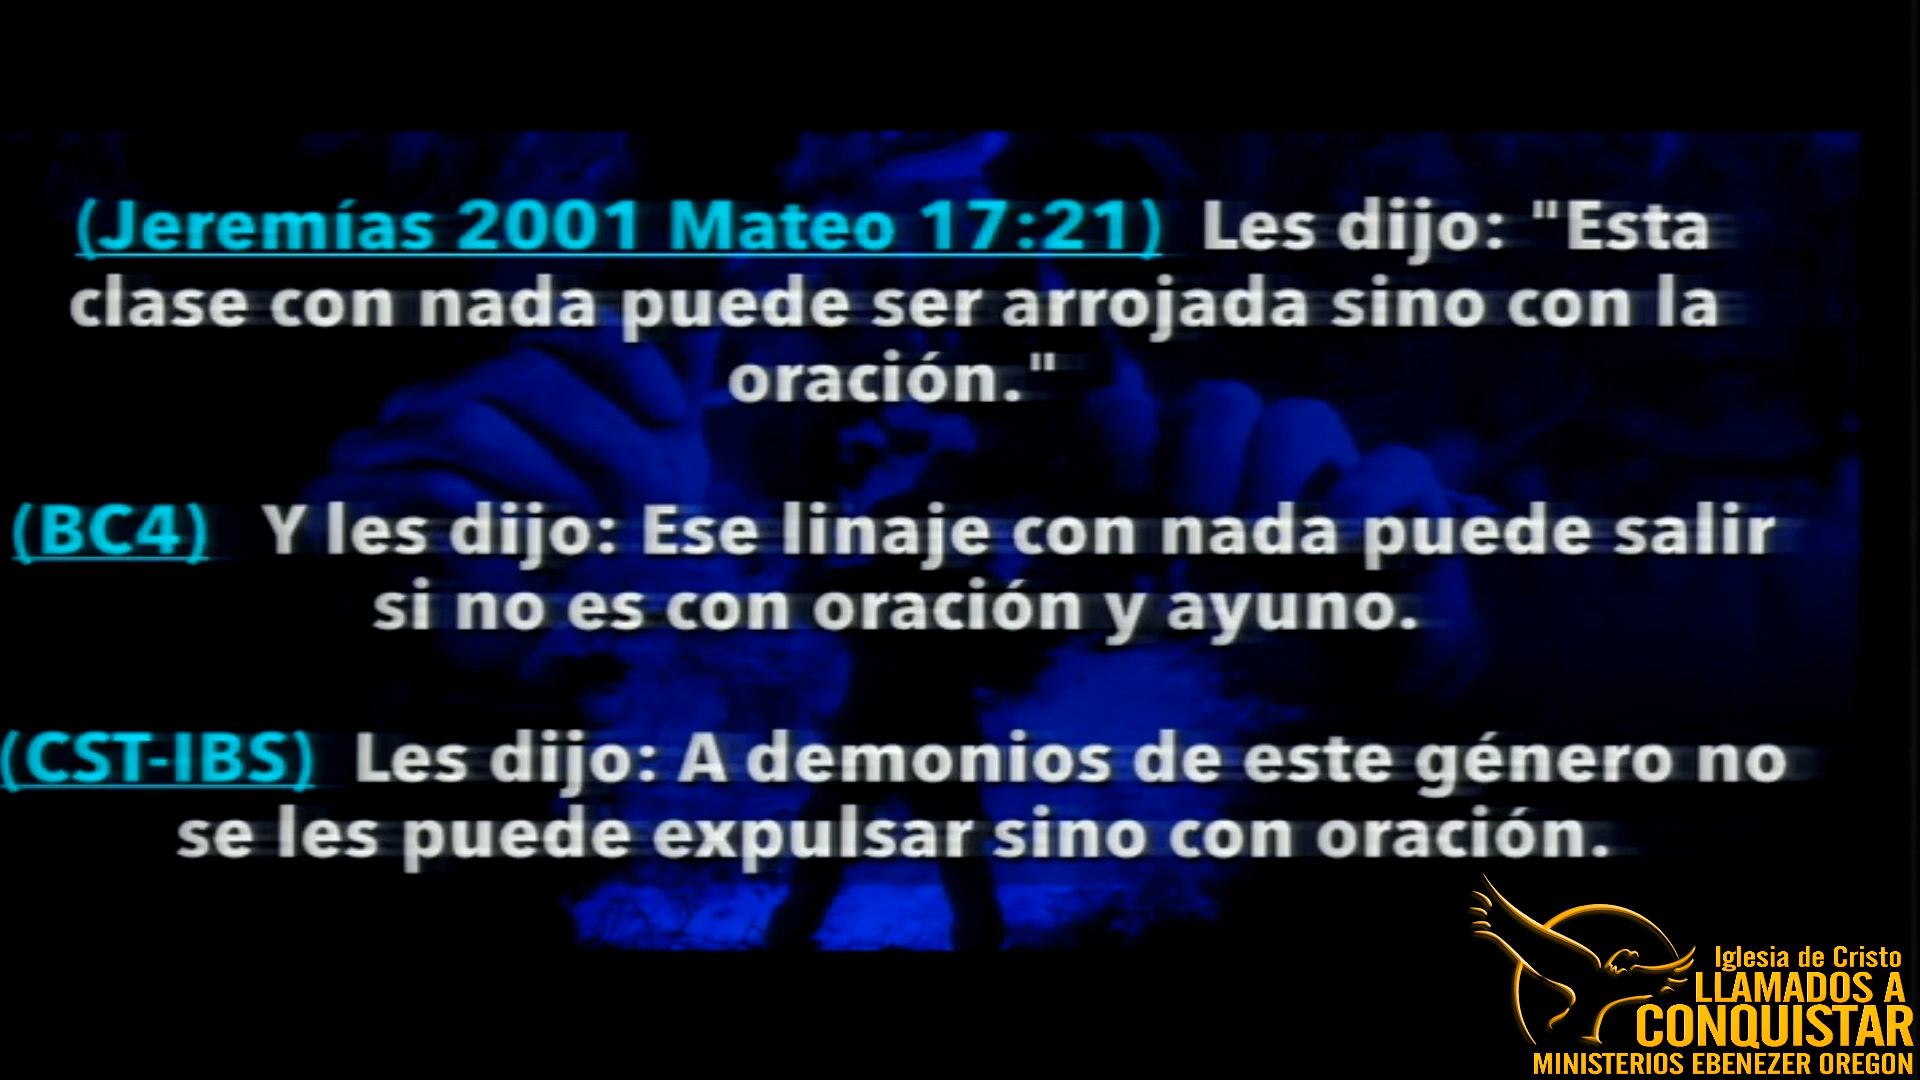 (Jeremías 2001 Mateo 17:21) Les dijo: "Esta
clase con nada puede ser arrojada sino con la
oración."
(BC4) Y les dijo: Ese linaje con nada puede salir
si no es con oración y ayuno.
(CST-IBS) Les dijo: A demonios de este género no
se les puede expulsar sino con oración.
Iglesia de Cristo
LLAMADOS A
CONQUISTAR
MINISTERIOS EBENEZER OREGON